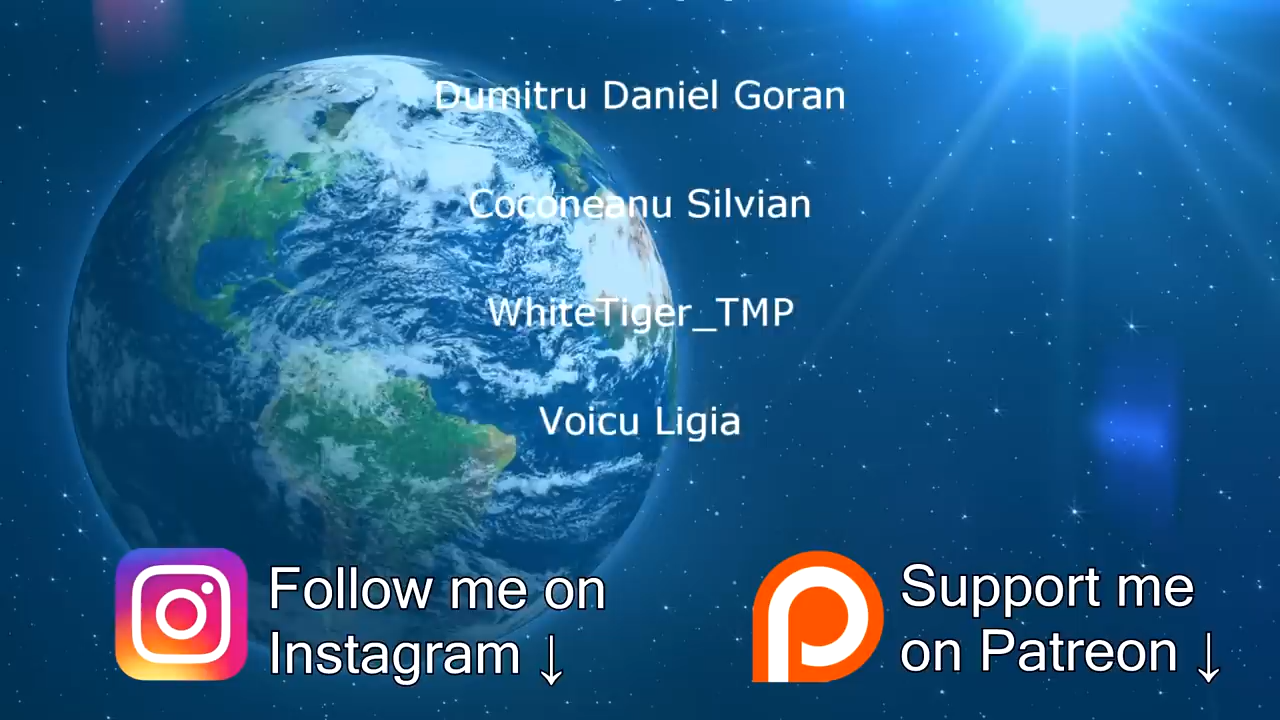 Dumitru Daniel Goran
Coconeanu Silvian
WhiteTiger_TMP
Voicu Ligia
Follow me on
Instagram ↓
Support me
on Patreon ↓